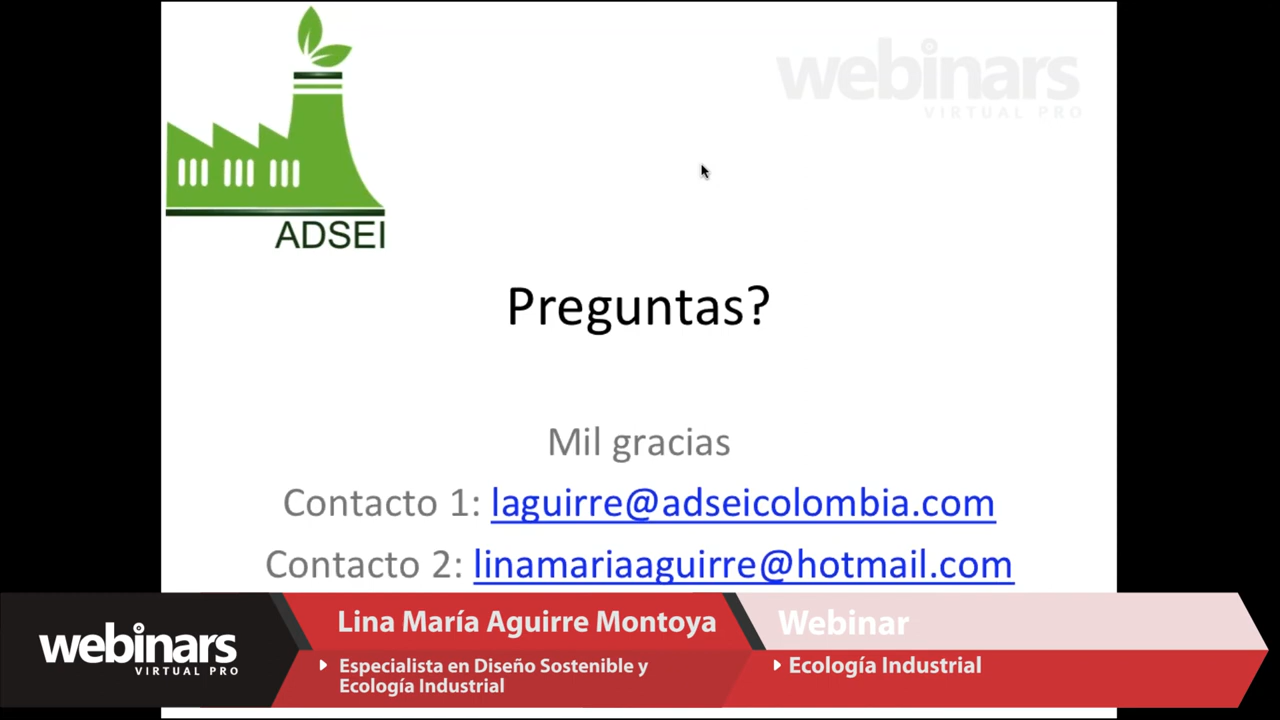 webinars
VIRTUAL PRO
ADSEI
Preguntas?
Mil gracias
Contacto 1: laguirre@adseicolombia.com
Contacto 2: linamariaaguirre@hotmail.com
webinars
VIRTUAL PRO
Lina María Aguirre Montoya
Especialista en Diseño Sostenible y
Ecología Industrial
Webinar
Ecología Industrial